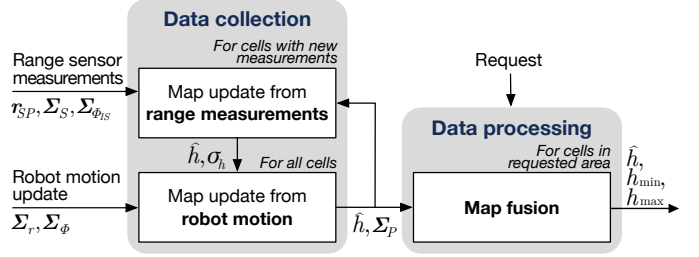 Data collection
For cells with new
measurements
Range sensor
measurements
r_SP, Σ_S, Σ_Φ_IS
Map update from
range measurements
ĥ, σ_h
For all cells
Robot motion
update
Σ_r, Σ_Φ
Map update from
robot motion
ĥ, Σ_P
Request
Data processing
For cells in
requested area
Map fusion
ĥ,
h_min,
h_max